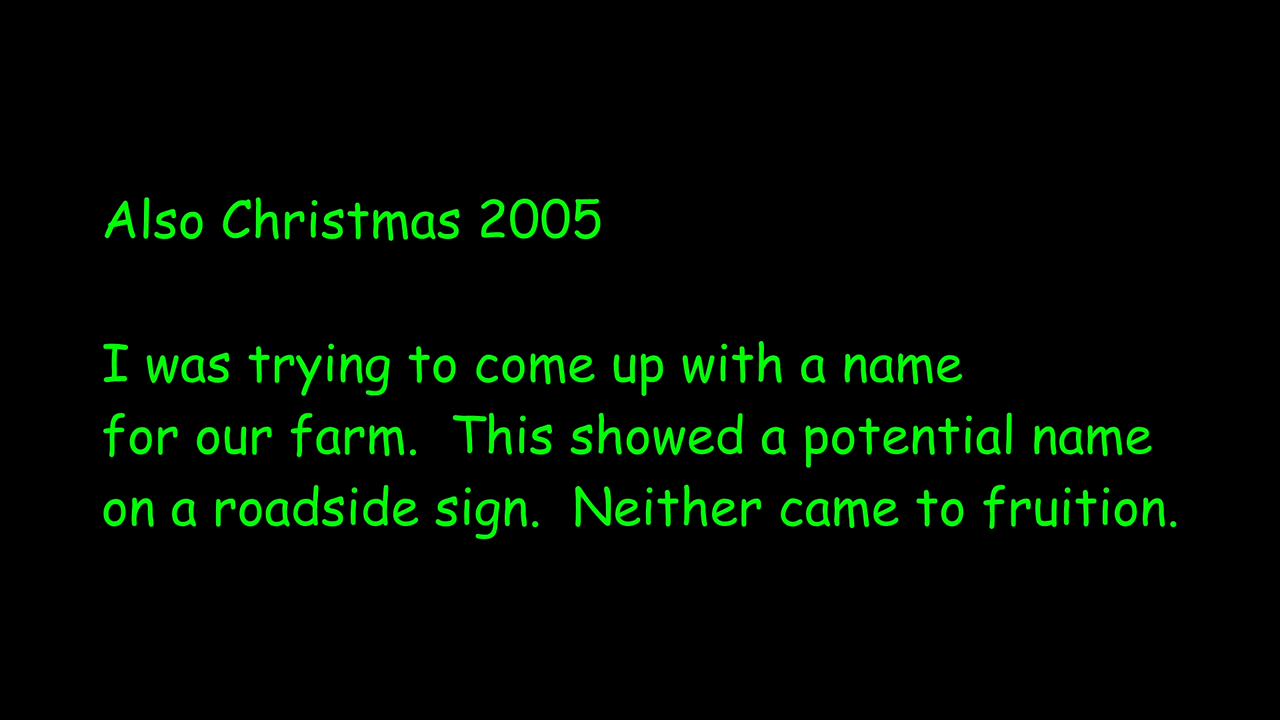 Also Christmas 2005
I was trying to come up with a name
for our farm.  This showed a potential name
on a roadside sign.  Neither came to fruition.